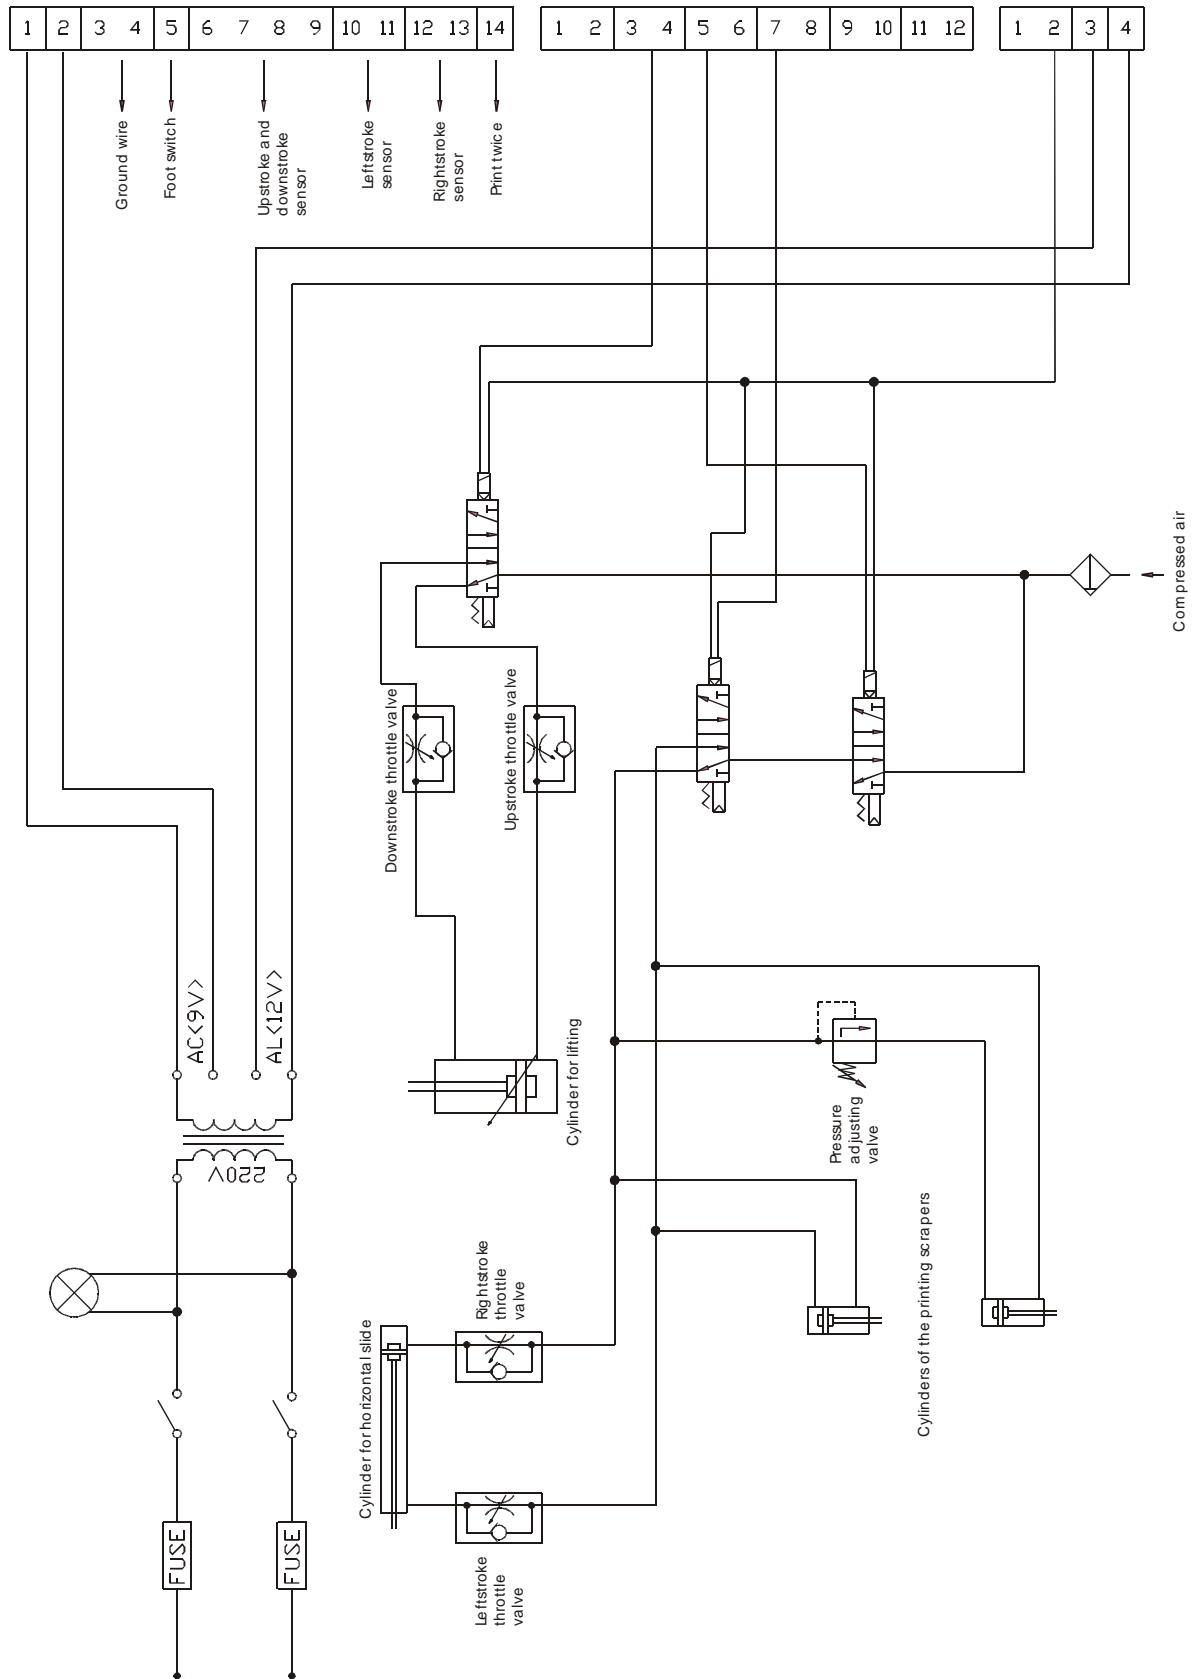 1 2 3 4 5 6 7 8 9 10 11 12 13 14
1 2 3 4 5 6 7 8 9 10 11 12
1 2 3 4
Ground wire
Foot switch
Upstroke and
downstroke
sensor
Leftstroke
sensor
Rightstroke
sensor
Print twice
Compressed air
Downstroke throttle valve
Upstroke throttle valve
AC<9V>
AL<12V>
220V
Cylinder for lifting
Pressure
adjusting
valve
Cylinders of the printing scrapers
Rightstroke
throttle
valve
Cylinder for horizontal slide
Leftstroke
throttle
valve
FUSE
FUSE